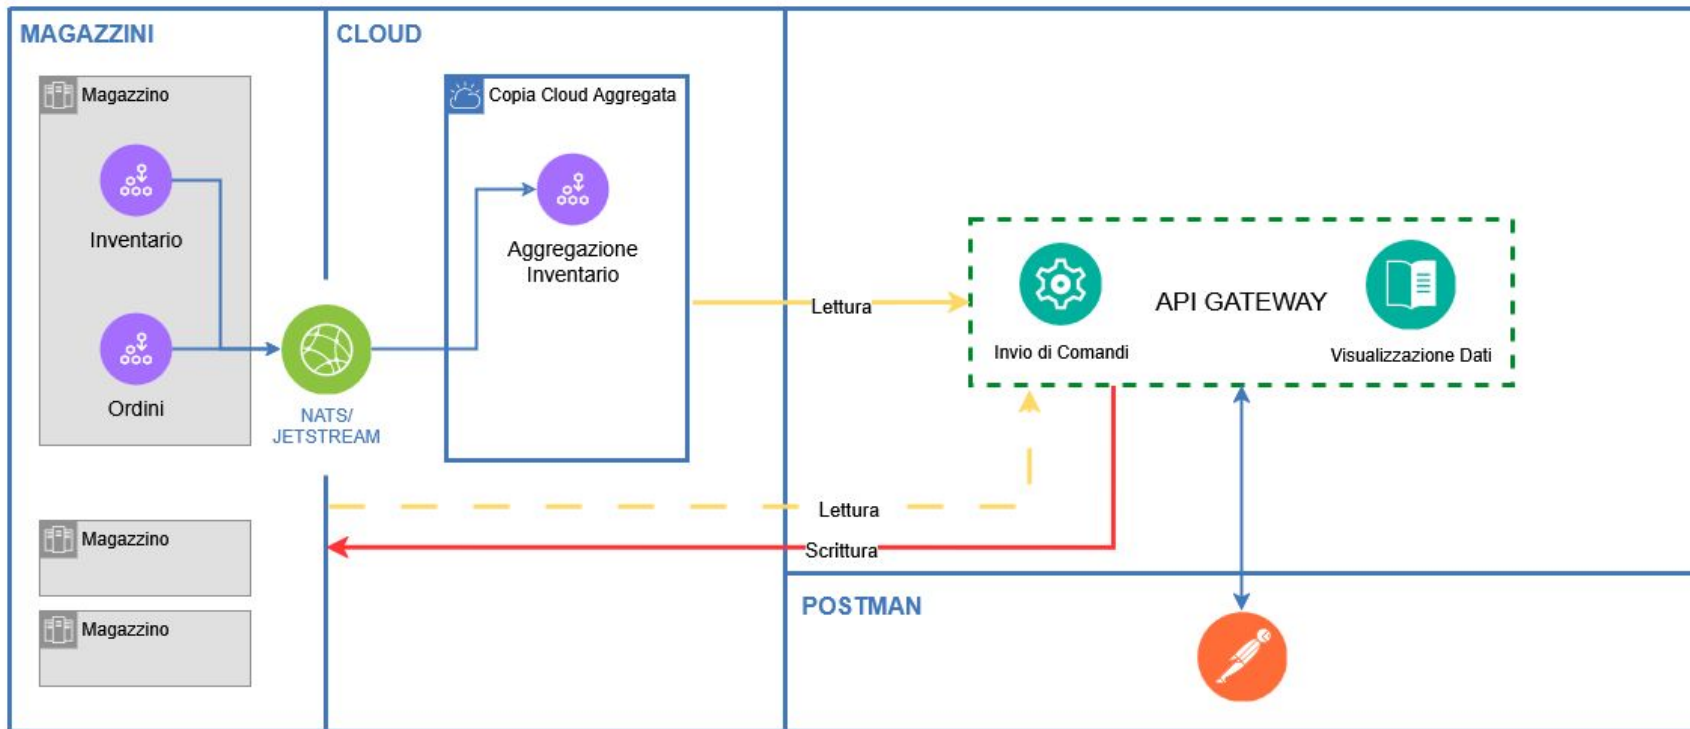 MAGAZZINI
CLOUD
Magazzino
Copia Cloud Aggregata
Inventario
Aggregazione
Inventario
Ordini
NATS/
JETSTREAM
Lettura
API GATEWAY
Invio di Comandi
Visualizzazione Dati
Lettura
Scrittura
Magazzino
Magazzino
POSTMAN